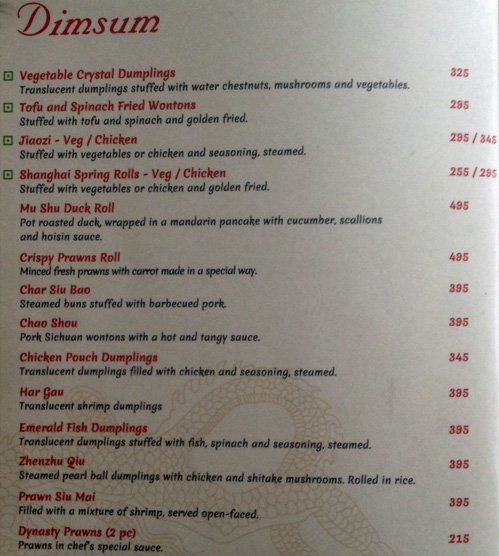 Dimsum
Vegetable Crystal Dumplings 325
Translucent dumplings stuffed with water chestnuts, mushrooms and vegetables.
Tofu and Spinach Fried Wontons 295
Stuffed with tofu and spinach and golden fried.
Jiaozi - Veg / Chicken 295 / 345
Stuffed with vegetables or chicken and seasoning, steamed.
Shanghai Spring Rolls - Veg / Chicken 255 / 295
Stuffed with vegetables or chicken and golden fried.
Mu Shu Duck Roll 495
Pot roasted duck, wrapped in a mandarin pancake with cucumber, scallions
and hoisin sauce.
Crispy Prawns Roll 495
Minced fresh prawns with carrot made in a special way.
Char Siu Bao 395
Steamed buns stuffed with barbecued pork.
Chao Shou 395
Pork Sichuan wontons with a hot and tangy sauce.
Chicken Pouch Dumplings 345
Translucent dumplings filled with chicken and seasoning, steamed.
Har Gau 395
Translucent shrimp dumplings
Emerald Fish Dumplings 395
Translucent dumplings stuffed with fish, spinach and seasoning, steamed.
Zhenzhu Qiu 395
Steamed pearl ball dumplings with chicken and shitake mushrooms. Rolled in rice.
Prawn Siu Mai 395
Filled with a mixture of shrimp, served open-faced.
Dynasty Prawns (2 pc) 215
Prawns in chef's special sauce.